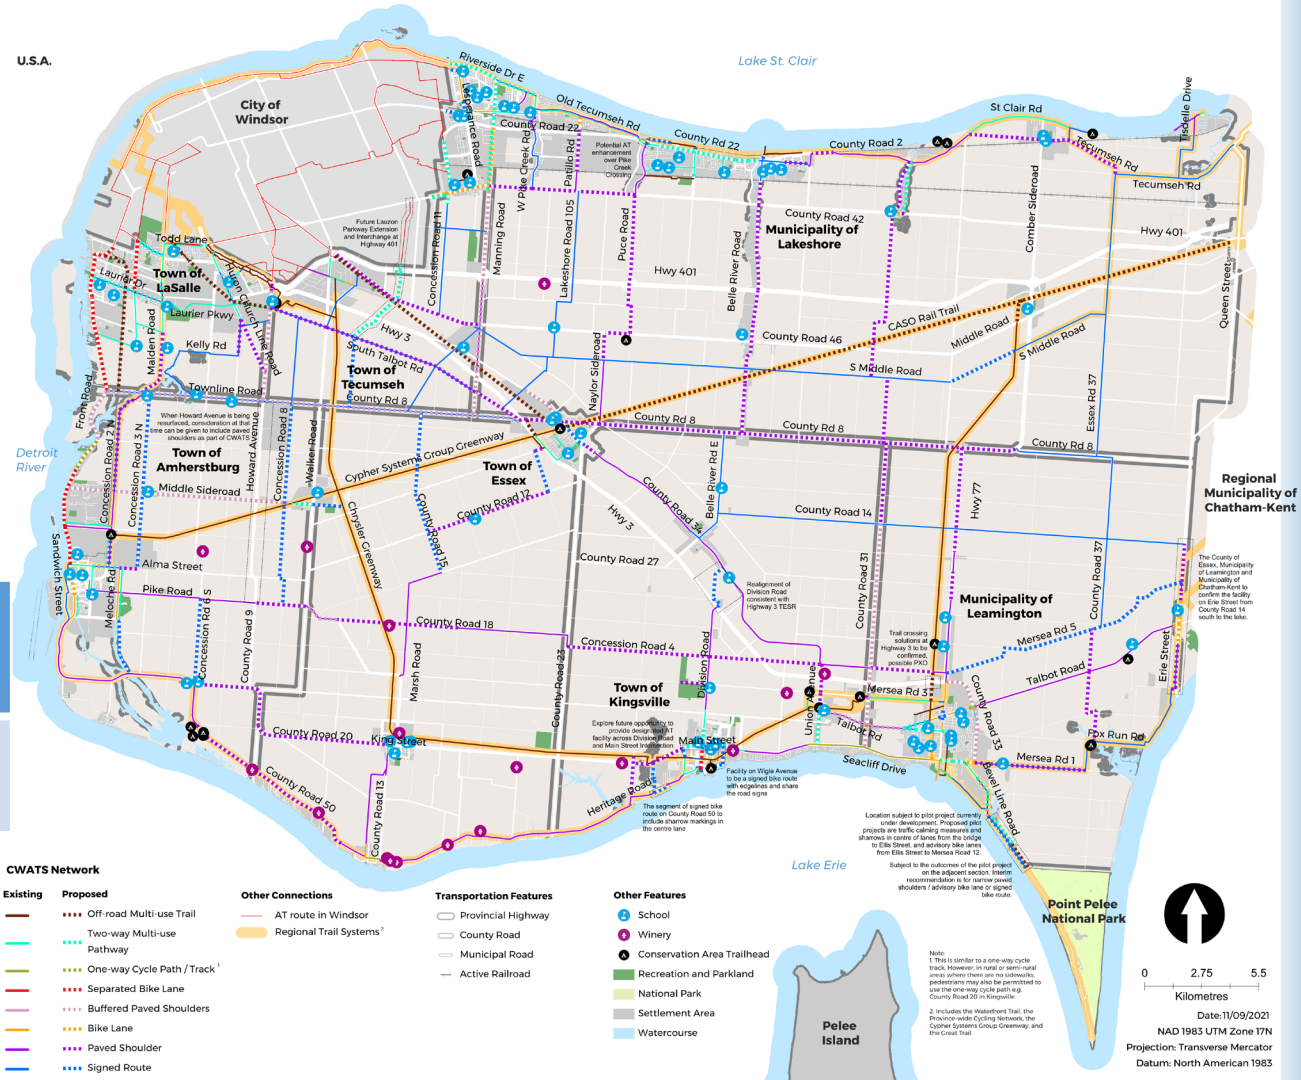 U.S.A.
Lake St. Clair
City of
Windsor
Riverside Dr E
Lesperance Road
Old Tecumseh Rd
County Road 22
County Rd 22
County Road 2
St Clair Rd
Tecumseh Rd
Tecumseh Rd
Potential AT
enhancement
over Pike
Creek
Crossing
W Pike Creek Rd
Patillo Rd
Manning Road
Concession Road 11
Lakeshore Road 105
Puce Road
Belle River Road
Comber Sideroad
County Road 42
Municipality of
Lakeshore
Hwy 401
Hwy 401
Queen Street
Future Lauzon
Parkway Extension
and Interchange at
Highway 401
Todd Lane
Town of
LaSalle
Laurier Dr
Laurier Pkwy
Huron Church Line Road
Malden Road
Kelly Rd
Front Road
Townline Road
Hwy 3
South Talbot Rd
Town of
Tecumseh
County Rd 8
Naylor Sideroad
County Road 46
CASO Rail Trail
Middle Road
S Middle Road
S Middle Road
Essex Rd 37
County Rd 8
County Rd 8
County Rd 8
When Howard Avenue is being
resurfaced, consideration at that
time can be given to include paved
shoulders as part of CWATS
Detroit
River
Town of
Amherstburg
Concession Road 2 N
Concession Road 3 N
Howard Avenue
Concession Road 8
Walker Road
Middle Sideroad
Cypher Systems Group Greenway
Town of
Essex
County Road 12
County Road 15
Chrysler Greenway
County Road 34
Hwy 3
Belle River Rd E
County Road 14
Hwy 77
County Road 27
County Road 31
County Road 37
Regional
Municipality of
Chatham-Kent
The County of
Essex, Municipality
of Leamington and
Municipality of
Chatham-Kent to
confirm the facility
on Erie Street from
County Road 14
south to the lake.
Sandwich Street
Alma Street
Pike Road
Meloche Rd
Concession Rd 6 S
County Road 9
County Road 18
Marsh Road
Concession Road 4
County Road 23
Realignment of
Division Road
consistent with
Highway 3 TESR
Municipality of
Leamington
Trail crossing
solutions at
Highway 3 to be
confirmed,
possible PXO
Mersea Rd 5
Talbot Road
Erie Street
Division Road
Town of
Kingsville
Union Avenue
Mersea Rd 3
Talbot Rd
County Road 33
Fox Run Rd
Mersea Rd 1
Bevel Line Road
Seacliff Drive
County Road 20
King Street
Main Street
Explore future opportunity to
provide designated AT
facility across Division Road
and Main Street Intersection
County Road 50
County Road 13
Heritage Road
Facility on Wigle Avenue
to be a signed bike route
with edgelines and share
the road signs
The segment of signed bike
route on County Road 50 to
include sharrow markings in
the centre lane
Location subject to pilot project currently
under development. Proposed pilot
projects are traffic calming measures and
sharrows in centre of lanes from the bridge
to Ellis Street, and advisory bike lanes
from Ellis Street to Mersea Road 12.
Subject to the outcomes of the pilot project
on the adjacent section. Interim
recommendation is for narrow paved
shoulders / advisory bike lane or signed
bike route.
Lake Erie
Point Pelee
National Park
Pelee
Island
CWATS Network
Existing Proposed
Off-road Multi-use Trail
Two-way Multi-use
Pathway
One-way Cycle Path / Track 1
Separated Bike Lane
Buffered Paved Shoulders
Bike Lane
Paved Shoulder
Signed Route
Other Connections
AT route in Windsor
Regional Trail Systems 2
Transportation Features
Provincial Highway
County Road
Municipal Road
Active Railroad
Other Features
School
Winery
Conservation Area Trailhead
Recreation and Parkland
National Park
Settlement Area
Watercourse
Note:
1. This is similar to a one-way cycle
track. However, in rural or semi-rural
areas where there are no sidewalks,
pedestrians may also be permitted to
use the one-way cycle path e.g.
County Road 20 in Kingsville.
2. Includes the Waterfront Trail, the
Province-wide Cycling Network, the
Cypher Systems Group Greenway, and
the Great Trail.
0 2.75 5.5
Kilometres
Date: 11/09/2021
NAD 1983 UTM Zone 17N
Projection: Transverse Mercator
Datum: North American 1983